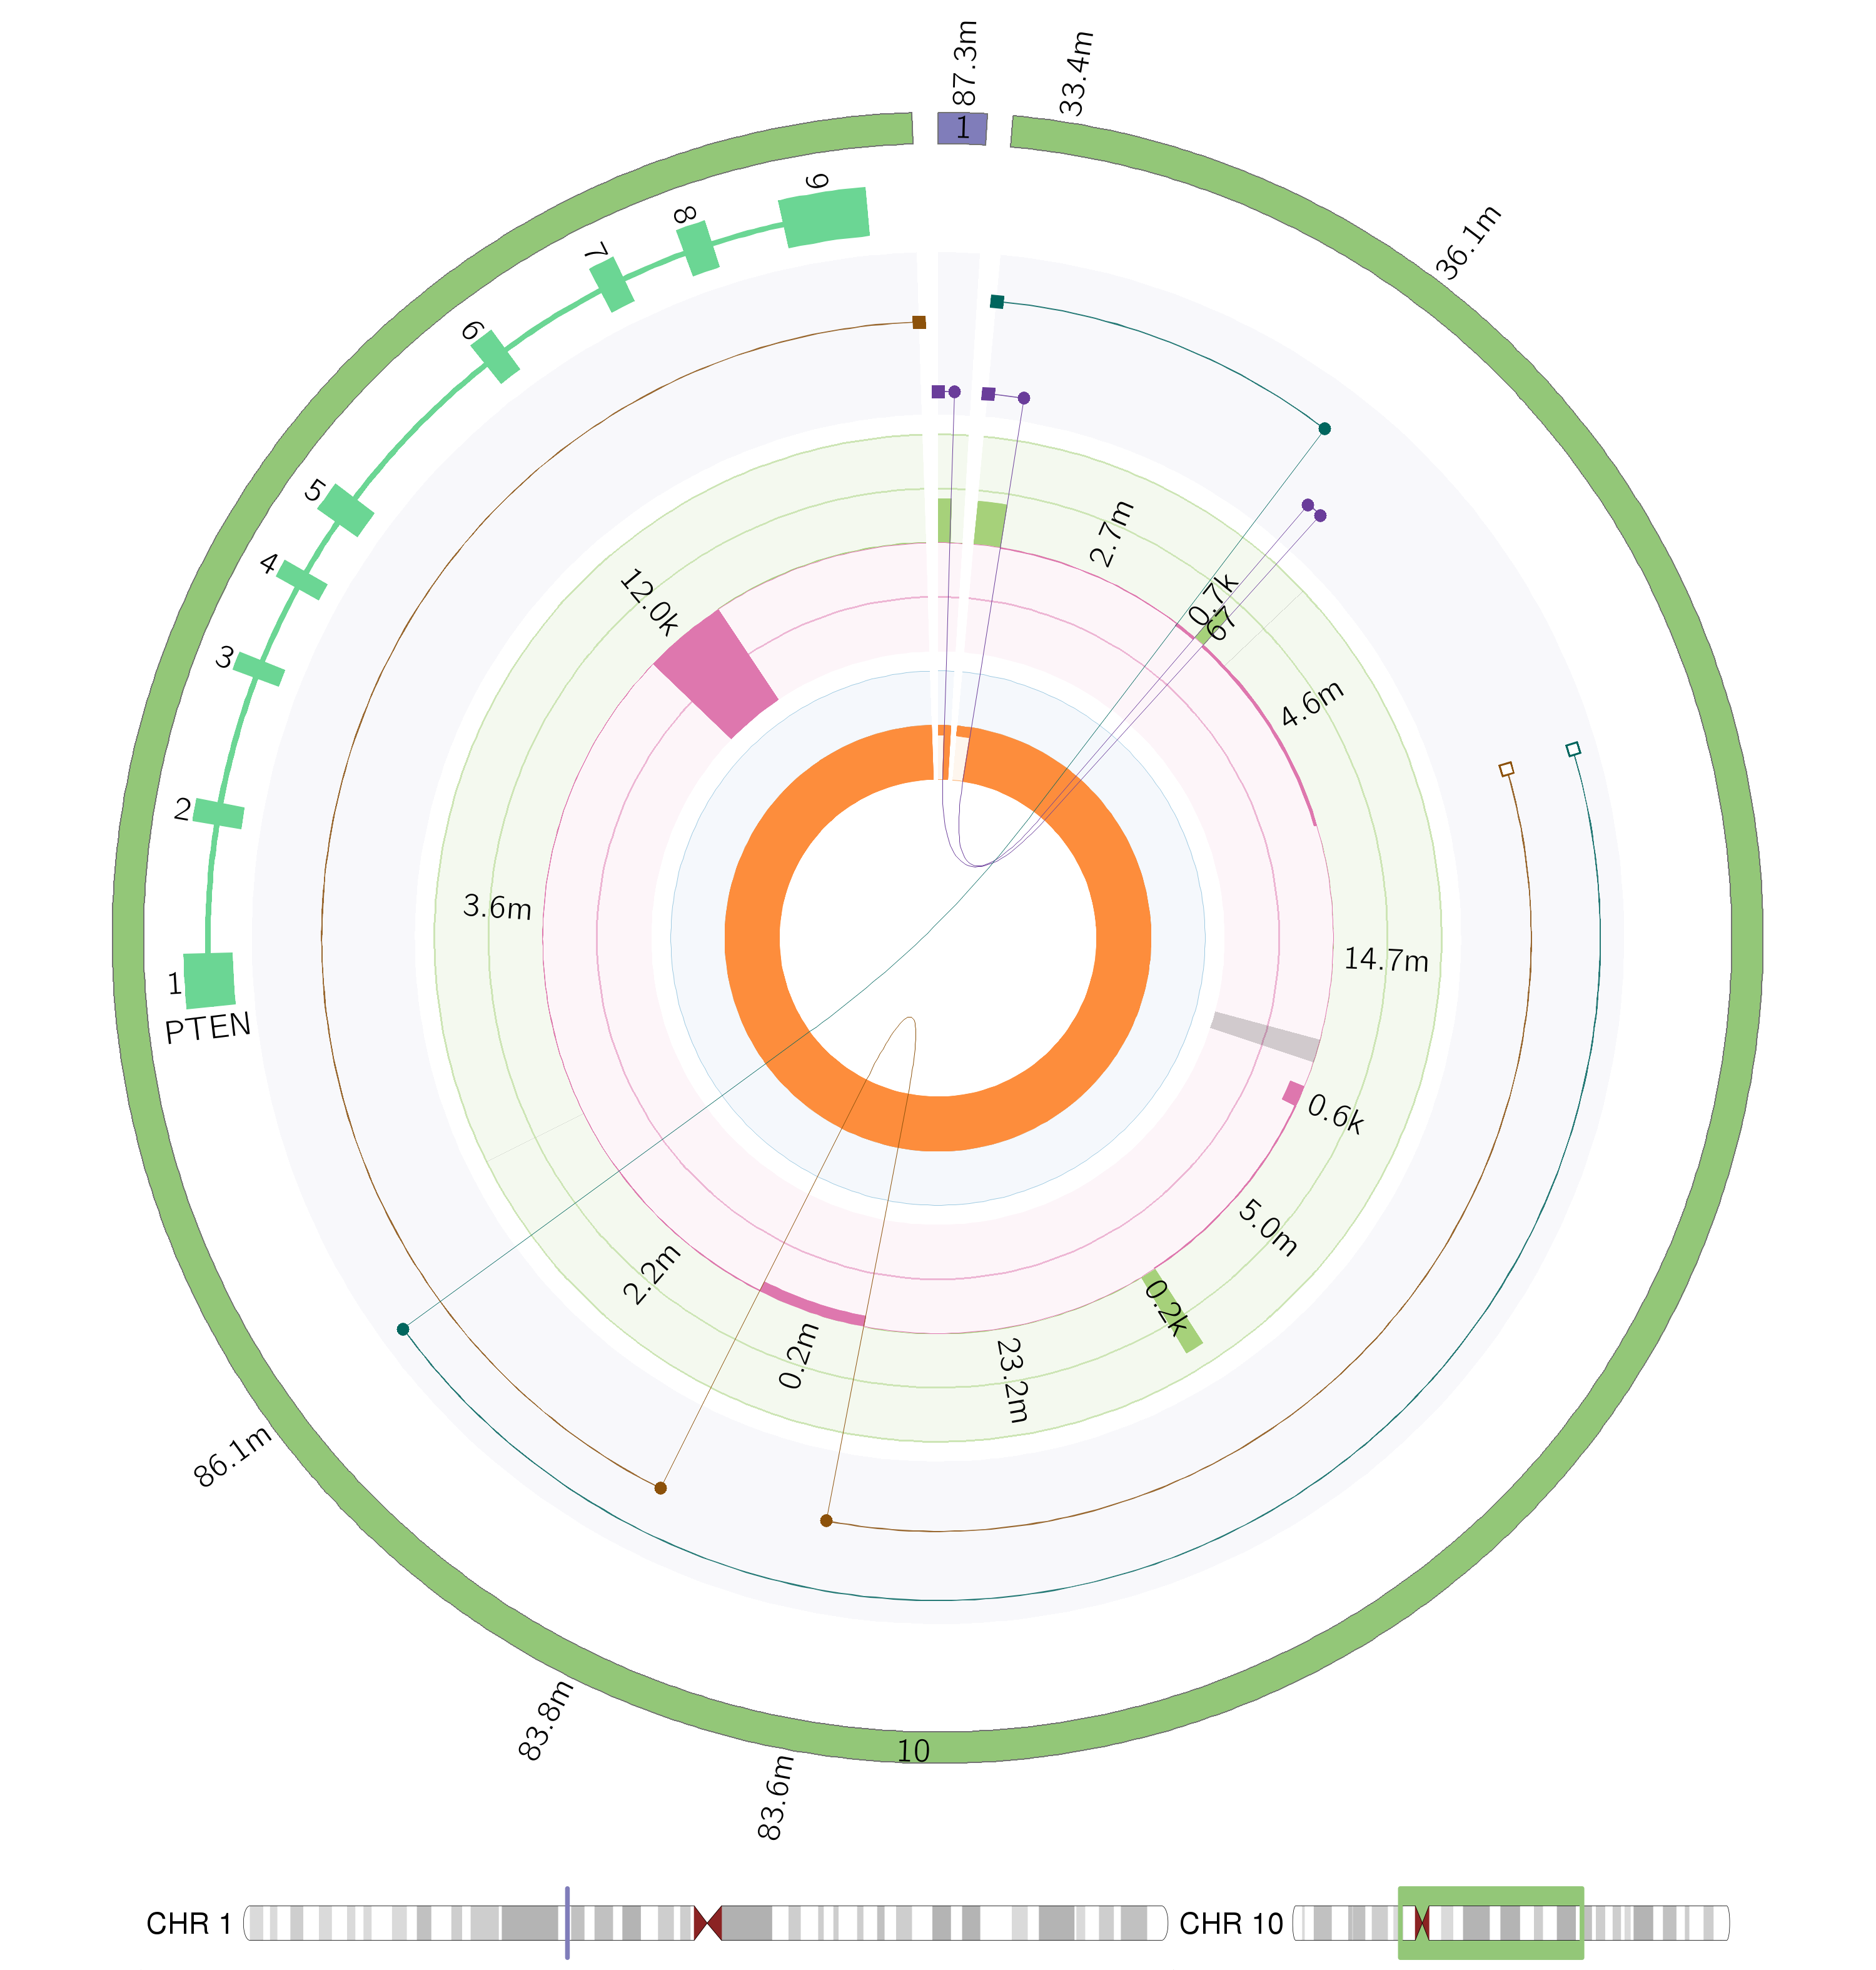 87.3m
33.4m
1
36.1m
9
8
7
6
5
4
3
2
1
PTEN
12.0k
2.7m
0.7k
67
4.6m
3.6m
14.7m
0.6k
5.0m
0.2k
2.2m
0.2m
23.2m
86.1m
83.8m
83.6m
10
CHR 1
CHR 10